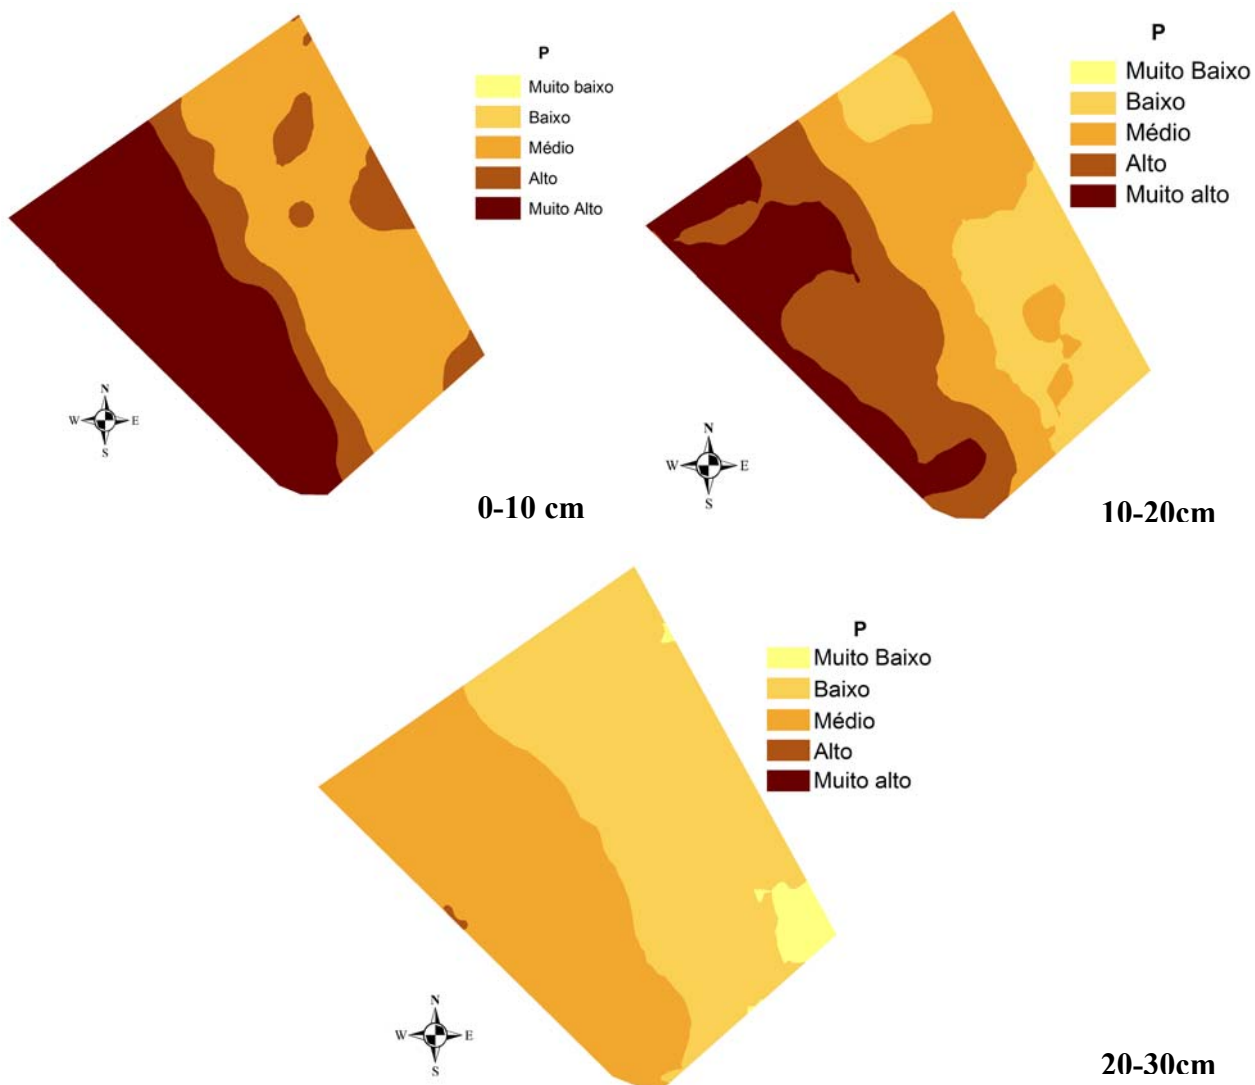 P
Muito baixo
Baixo
Médio
Alto
Muito Alto
N
W E
S
0-10 cm
P
Muito Baixo
Baixo
Médio
Alto
Muito alto
N
W E
S
10-20cm
P
Muito Baixo
Baixo
Médio
Alto
Muito alto
N
W E
S
20-30cm